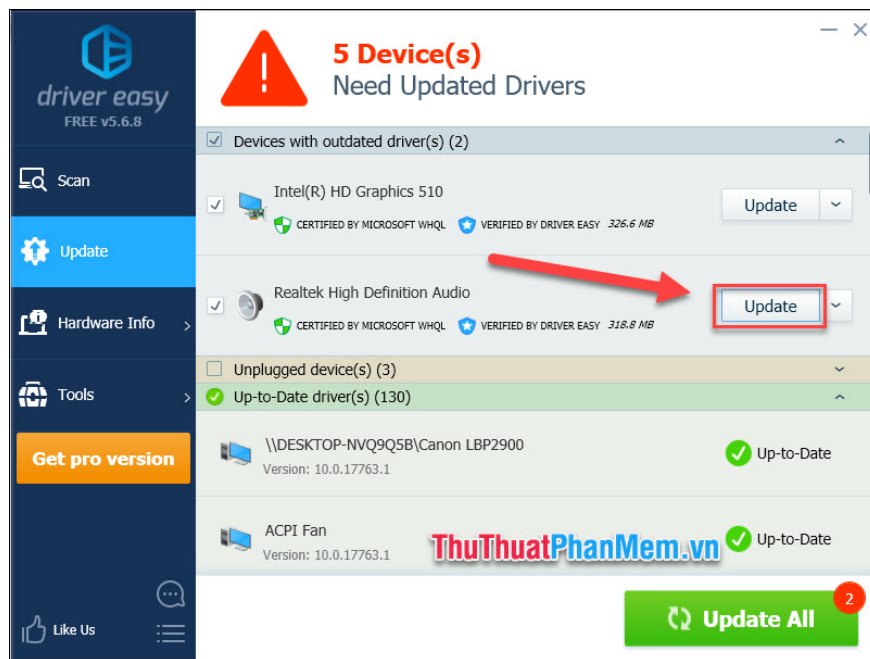 driver easy
FREE v5.6.8
5 Device(s)
Need Updated Drivers
Devices with outdated driver(s) (2)
Scan
Intel(R) HD Graphics 510
CERTIFIED BY MICROSOFT WHQL VERIFIED BY DRIVER EASY 326.6 MB
Update
Update
Realtek High Definition Audio
CERTIFIED BY MICROSOFT WHQL VERIFIED BY DRIVER EASY 318.8 MB
Update
Hardware Info
Unplugged device(s) (3)
Tools
Up-to-Date driver(s) (130)
Get pro version
\\DESKTOP-NVQ9Q5B\Canon LBP2900
Version: 10.0.17763.1
Up-to-Date
ACPI Fan
Version: 10.0.17763.1
Up-to-Date
ThuThuatPhanMem.vn
Like Us
Update All
2